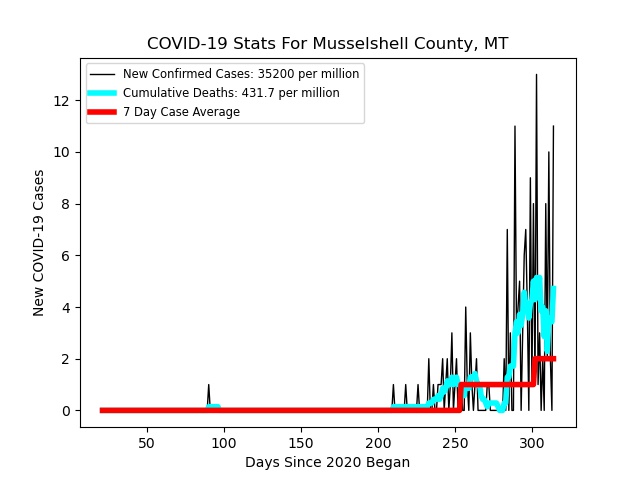 COVID-19 Stats For Musselshell County, MT
New Confirmed Cases: 35200 per million
Cumulative Deaths: 431.7 per million
7 Day Case Average
New COVID-19 Cases
12
10
8
6
4
2
0
50 100 150 200 250 300
Days Since 2020 Began